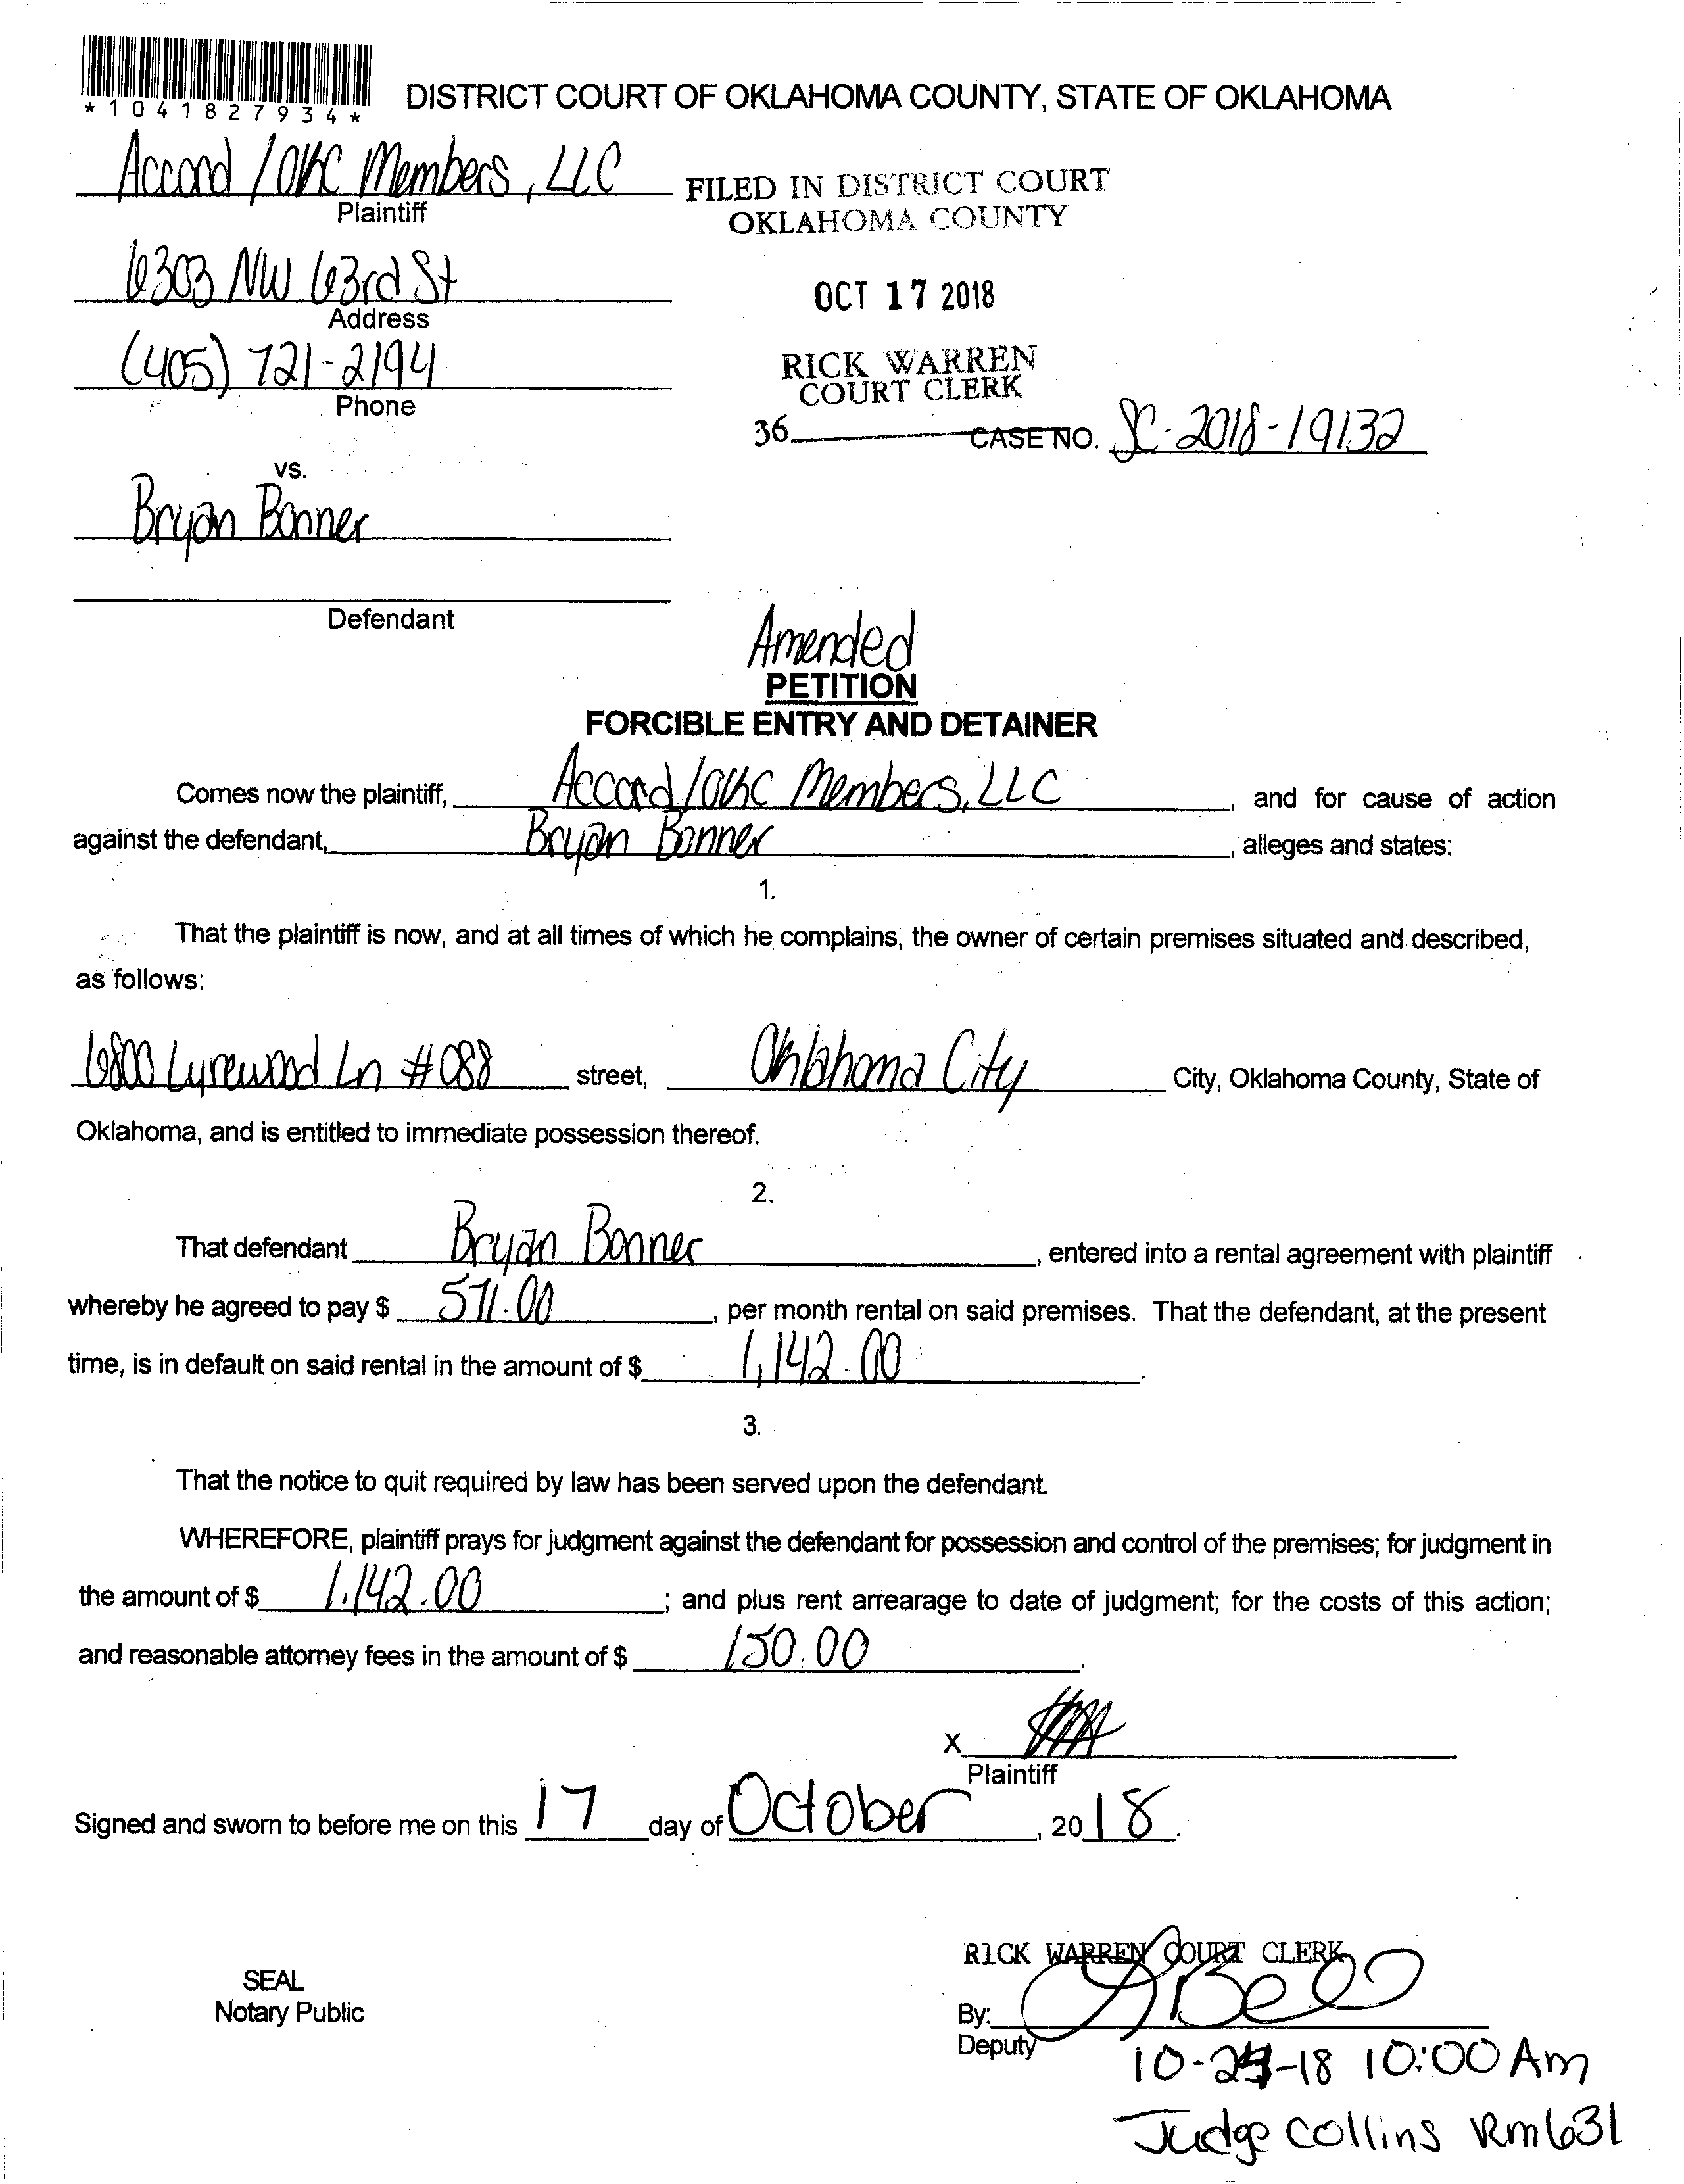 *1041827934*
DISTRICT COURT OF OKLAHOMA COUNTY, STATE OF OKLAHOMA
Accord/OKC Members, LLC
Plaintiff
FILED IN DISTRICT COURT
OKLAHOMA COUNTY
6303 NW 63rd St
Address
OCT 17 2018
(405) 721-2194
Phone
RICK WARREN
COURT CLERK
36
CASE NO. SC-2018-19132
vs.
Bryan Bonner
Defendant
Amended
PETITION
FORCIBLE ENTRY AND DETAINER
Comes now the plaintiff, Accord/OKC Members, LLC, and for cause of action
against the defendant, Bryan Bonner, alleges and states:
1.
That the plaintiff is now, and at all times of which he complains, the owner of certain premises situated and described,
as follows:
6800 Lyrewood Ln #088 street, Oklahoma City City, Oklahoma County, State of
Oklahoma, and is entitled to immediate possession thereof.
2.
That defendant Bryan Bonner, entered into a rental agreement with plaintiff
whereby he agreed to pay $ 571.00, per month rental on said premises. That the defendant, at the present
time, is in default on said rental in the amount of $ 1,142.00.
3.
That the notice to quit required by law has been served upon the defendant.
WHEREFORE, plaintiff prays for judgment against the defendant for possession and control of the premises; for judgment in
the amount of $ 1,142.00; and plus rent arrearage to date of judgment; for the costs of this action;
and reasonable attorney fees in the amount of $ 150.00.
X
Plaintiff
Signed and sworn to before me on this 17 day of October, 2018.
RICK WARREN COURT CLERK
SEAL
Notary Public
By: Bell
Deputy
10:00 Am
Judge Collins Rm 631